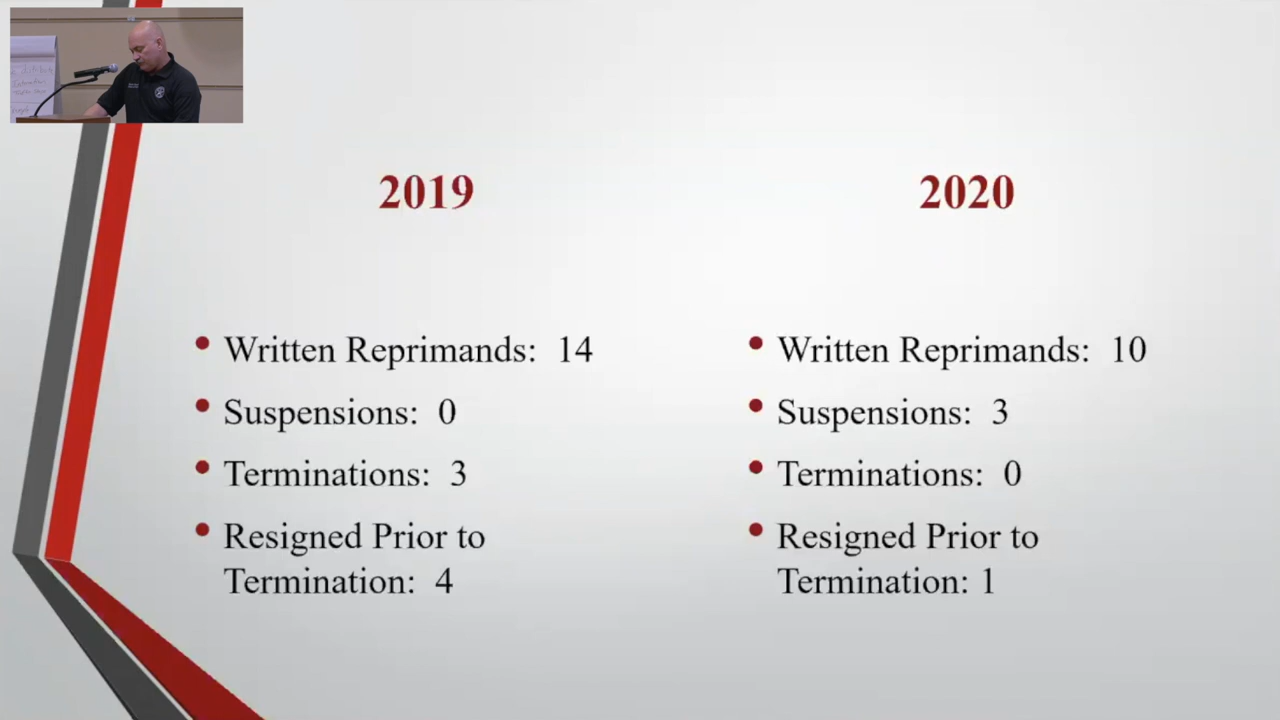 2019
Written Reprimands: 14
Suspensions: 0
Terminations: 3
Resigned Prior to
Termination: 4
2020
Written Reprimands: 10
Suspensions: 3
Terminations: 0
Resigned Prior to
Termination: 1